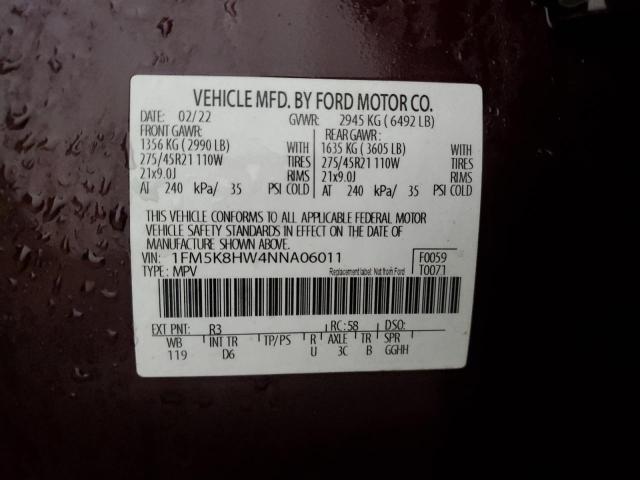 VEHICLE MFD. BY FORD MOTOR CO.
DATE: 02/22 GVWR: 2945 KG ( 6492 LB)
FRONT GAWR: REAR GAWR :
1356 KG ( 2990 LB) WITH 1635 KG ( 3605 LB) WITH
275/45R21 110W TIRES 275/45R21 110W TIRES
21x9.0J RIMS 21x9.0J RIMS
AT 240 kPa/ 35 PSI COLD AT 240 kPa/ 35 PSI COLD
THIS VEHICLE CONFORMS TO ALL APPLICABLE FEDERAL MOTOR
VEHICLE SAFETY STANDARDS IN EFFECT ON THE DATE OF
MANUFACTURE SHOWN ABOVE.
VIN: 1FM5K8HW4NNA06011 F0059
TYPE: MPV Replacement label: Not from Ford T0071
EXT PNT: R3 RC: 58 DSO:
WB INT TR TP/PS R AXLE TR SPR
119 D6 U 3C B GGHH